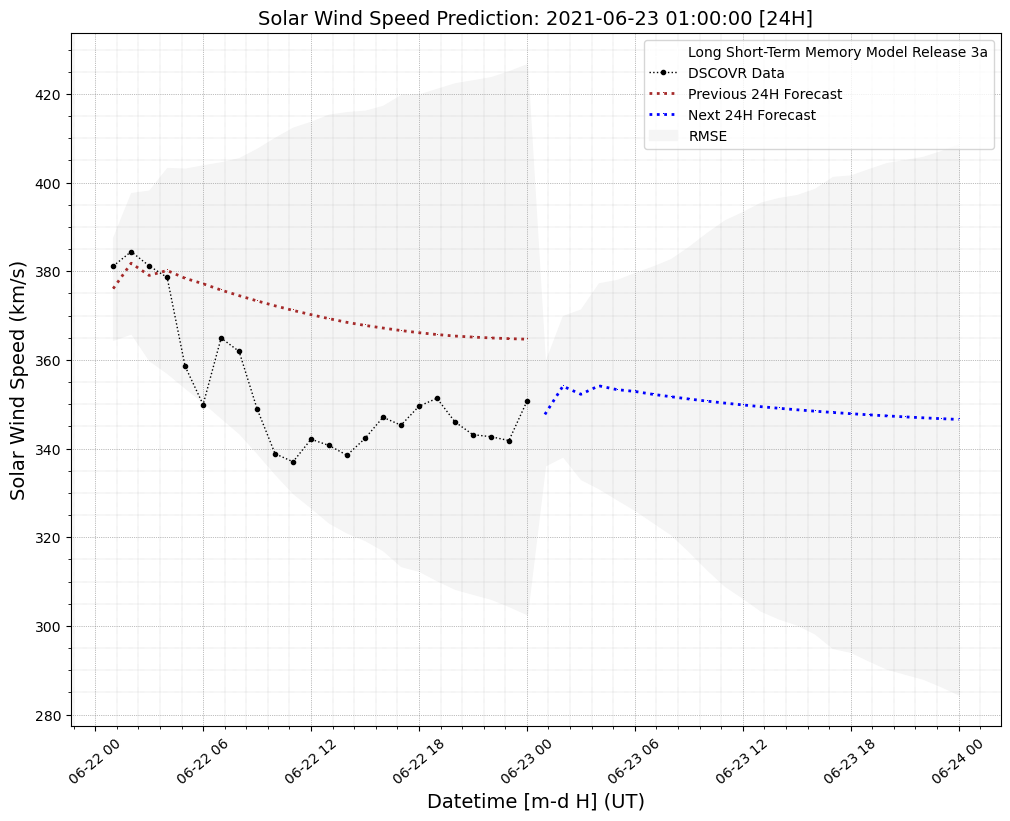 Solar Wind Speed Prediction: 2021-06-23 01:00:00 [24H]
Long Short-Term Memory Model Release 3a
DSCOVR Data
Previous 24H Forecast
Next 24H Forecast
RMSE
Solar Wind Speed (km/s)
420
400
380
360
340
320
300
280
06-22 00
06-22 06
06-22 12
06-22 18
06-23 00
06-23 06
06-23 12
06-23 18
06-24 00
Datetime [m-d H] (UT)